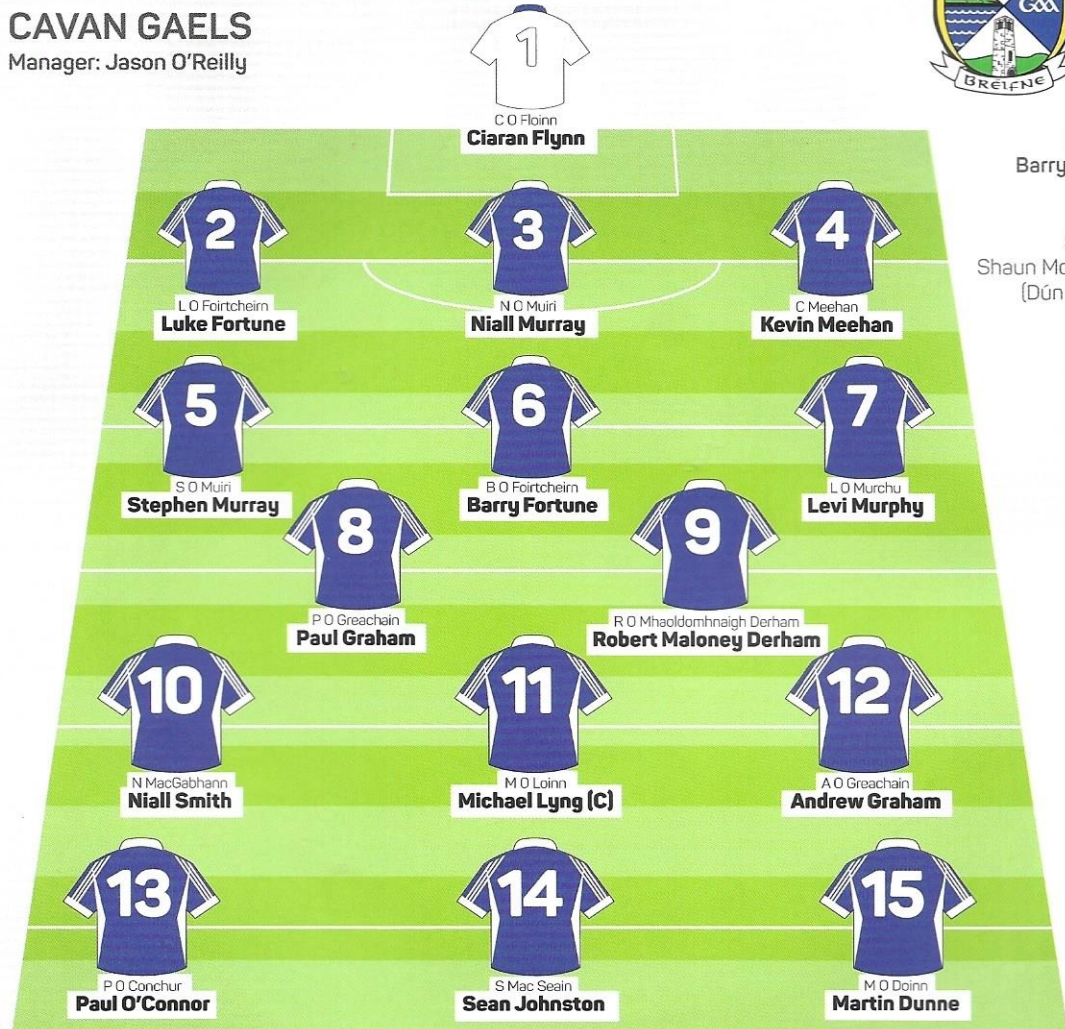 CAVAN GAELS
Manager: Jason O'Reilly
GAA
BREIFNE
1
C O Floinn
Ciaran Flynn
Barry
Shaun Mc
(Dún
2
3
4
L O Foirtcheirn
Luke Fortune
N O Muiri
Niall Murray
C Meehan
Kevin Meehan
5
6
7
S O Muiri
Stephen Murray
B O Foirtcheirn
Barry Fortune
L O Murchu
Levi Murphy
8
9
P O Greachain
Paul Graham
R O Mhaoldomhnaigh Derham
Robert Maloney Derham
10
11
12
N MacGabhann
Niall Smith
M O Loinn
Michael Lyng (C)
A O Greachain
Andrew Graham
13
14
15
P O Conchur
Paul O'Connor
S Mac Seain
Sean Johnston
M O Doinn
Martin Dunne